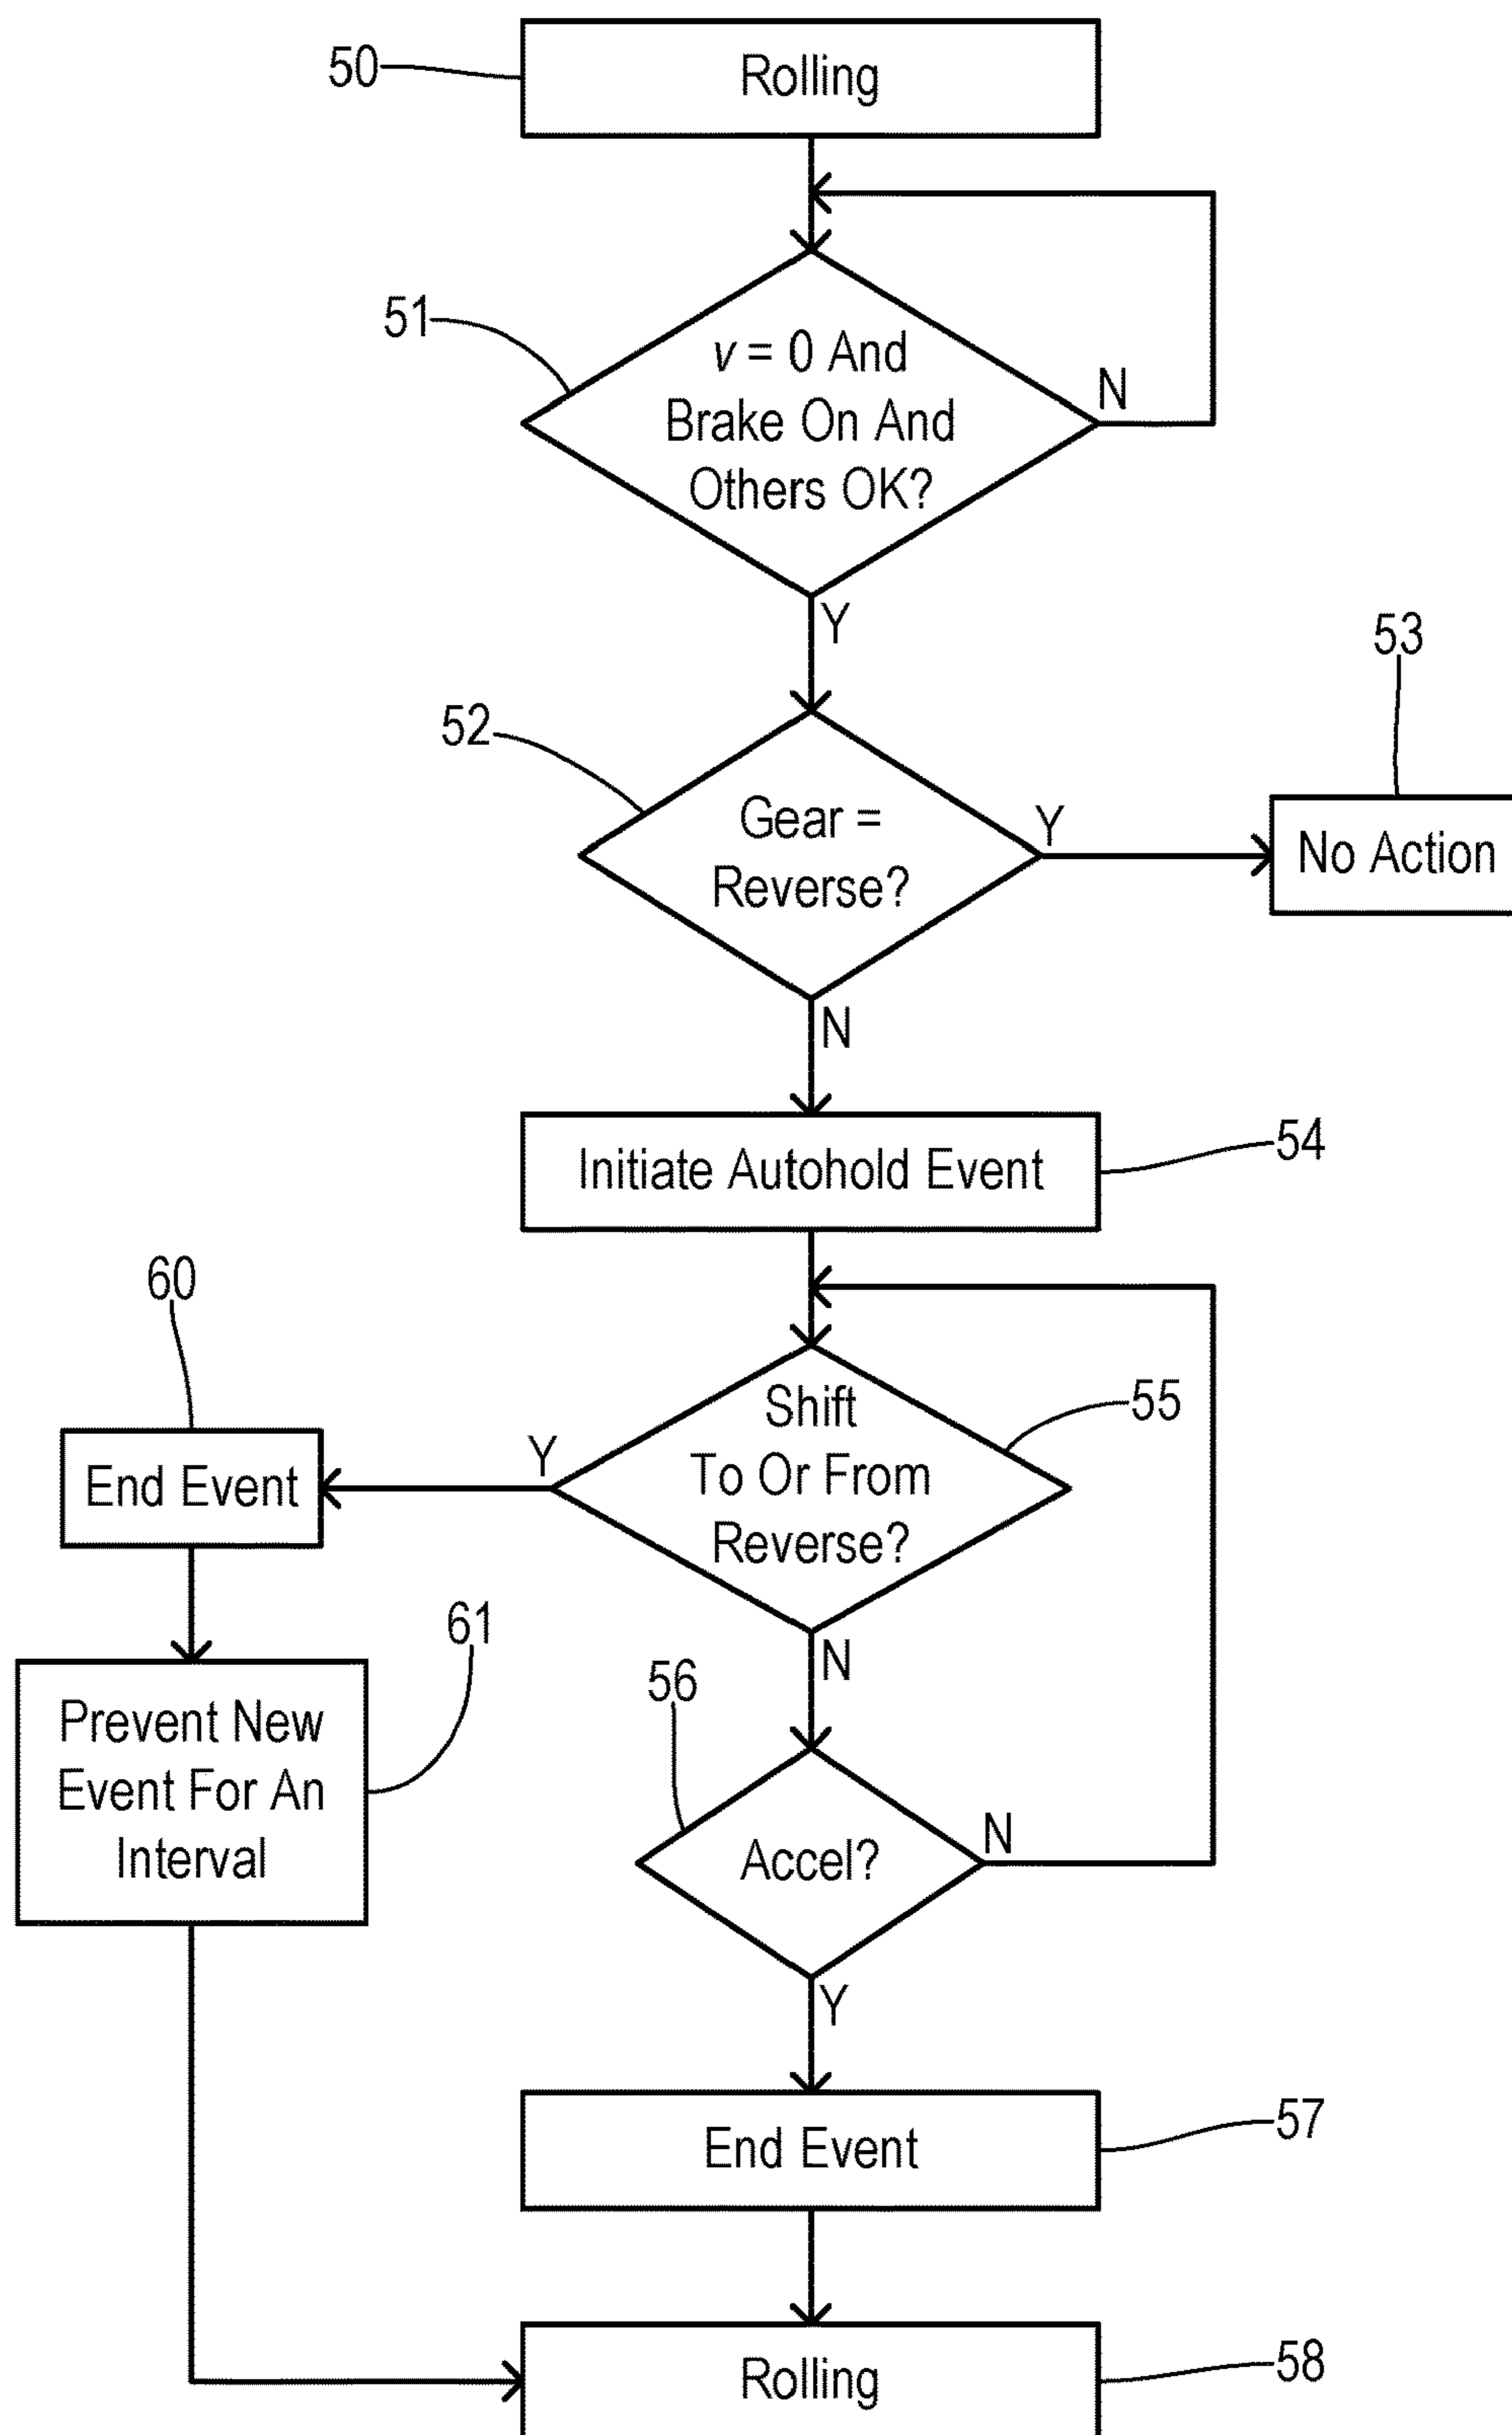 50
Rolling
51
v = 0 And
Brake On And
Others OK?
N
Y
53
52
Gear =
Reverse?
Y
No Action
N
Initiate Autohold Event
54
60
Shift
To Or From
Reverse?
55
Y
End Event
N
61
Prevent New
Event For An
Interval
56
Accel?
N
Y
End Event
57
Rolling
58